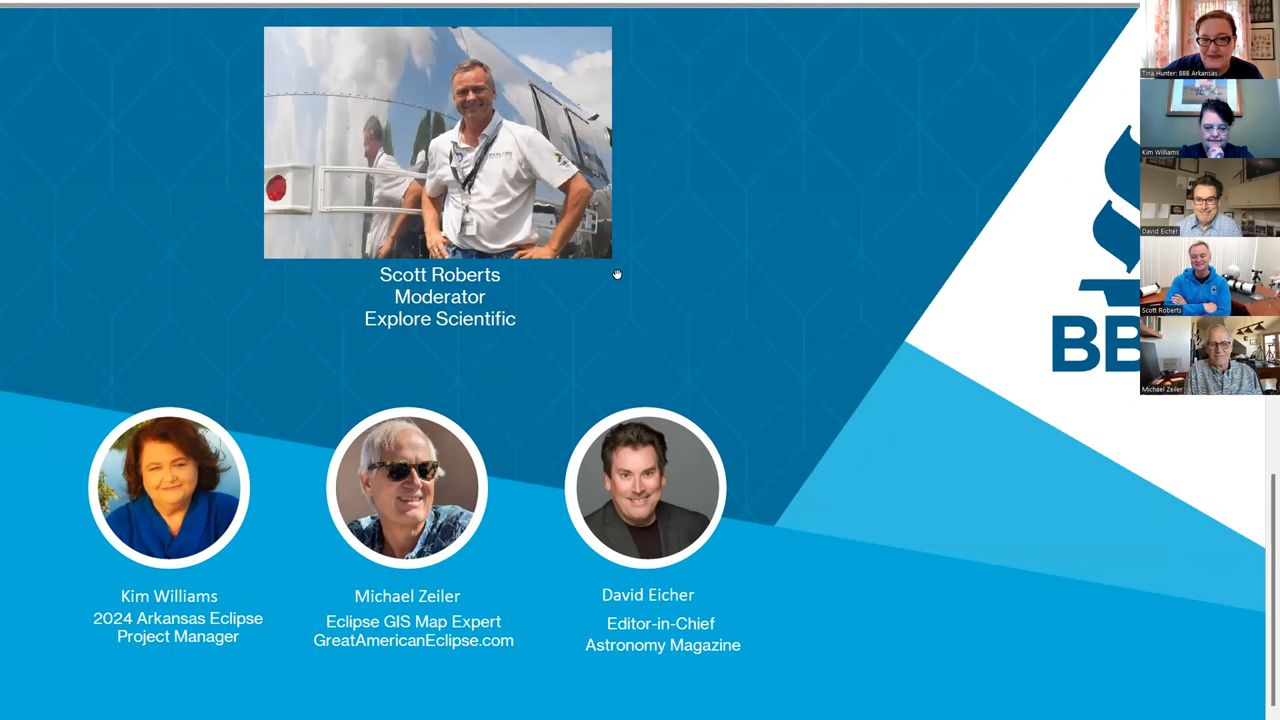 Scott Roberts
Moderator
Explore Scientific
Kim Williams
2024 Arkansas Eclipse
Project Manager
Michael Zeiler
Eclipse GIS Map Expert
GreatAmericanEclipse.com
David Eicher
Editor-in-Chief
Astronomy Magazine
BB
Tina Hunter: BBB Arkansas
Kim Williams
David Eicher
Scott Roberts
Michael Zeiler